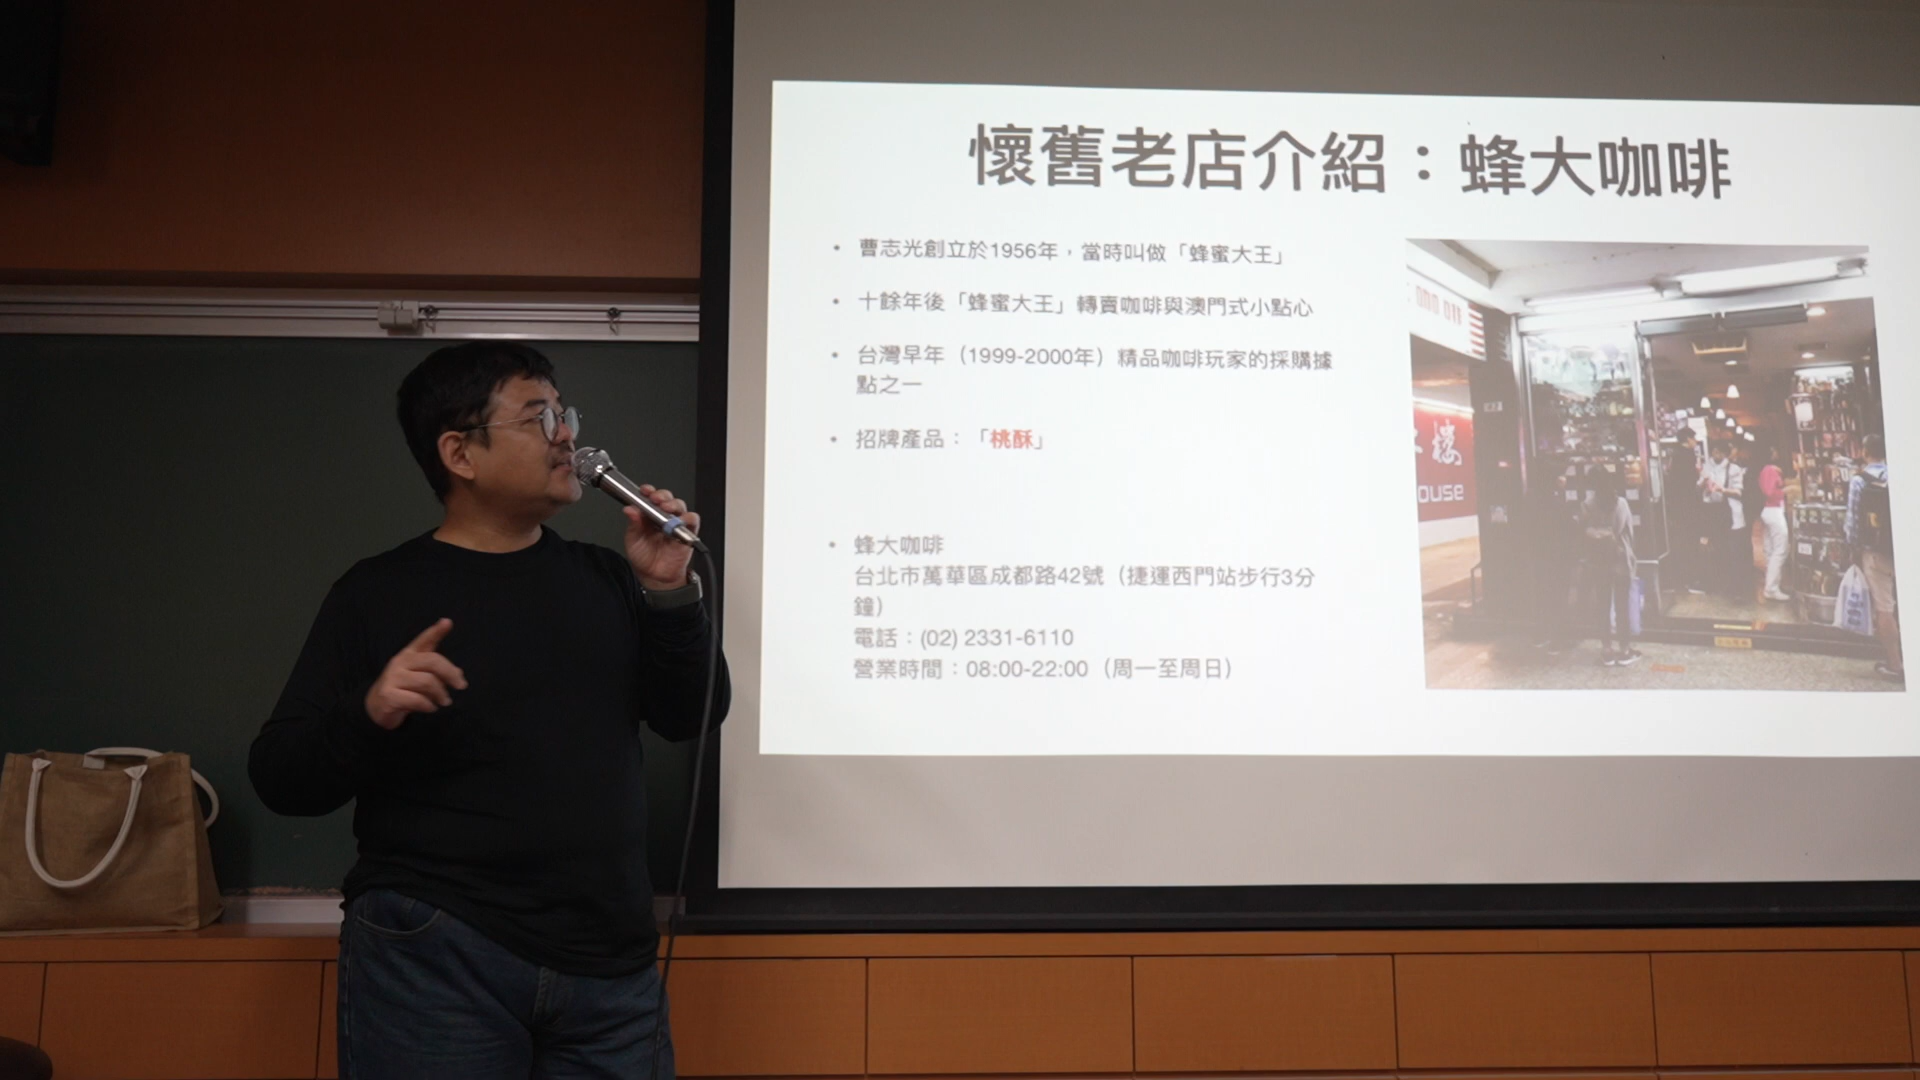 懷舊老店介紹：蜂大咖啡
• 曹志光創立於1956年，當時叫做「蜂蜜大王」
• 十餘年後「蜂蜜大王」轉賣咖啡與澳門式小點心
• 台灣早年（1999-2000年）精品咖啡玩家的採購據
點之一
• 招牌產品：「桃酥」
• 蜂大咖啡
台北市萬華區成都路42號（捷運西門站步行3分
鐘）
電話：(02) 2331-6110
營業時間：08:00-22:00（周一至周日）
樓
ouse